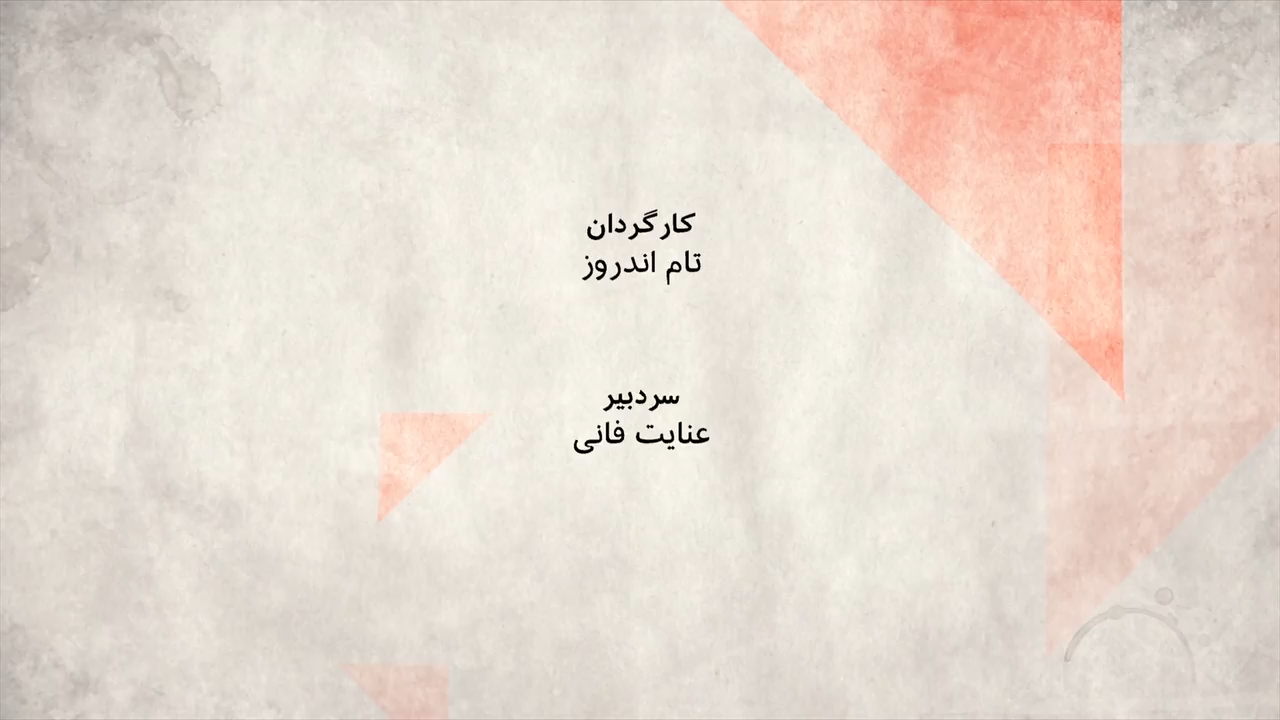 کارگردان
تام اندروز
سردبیر
عنایت فانی